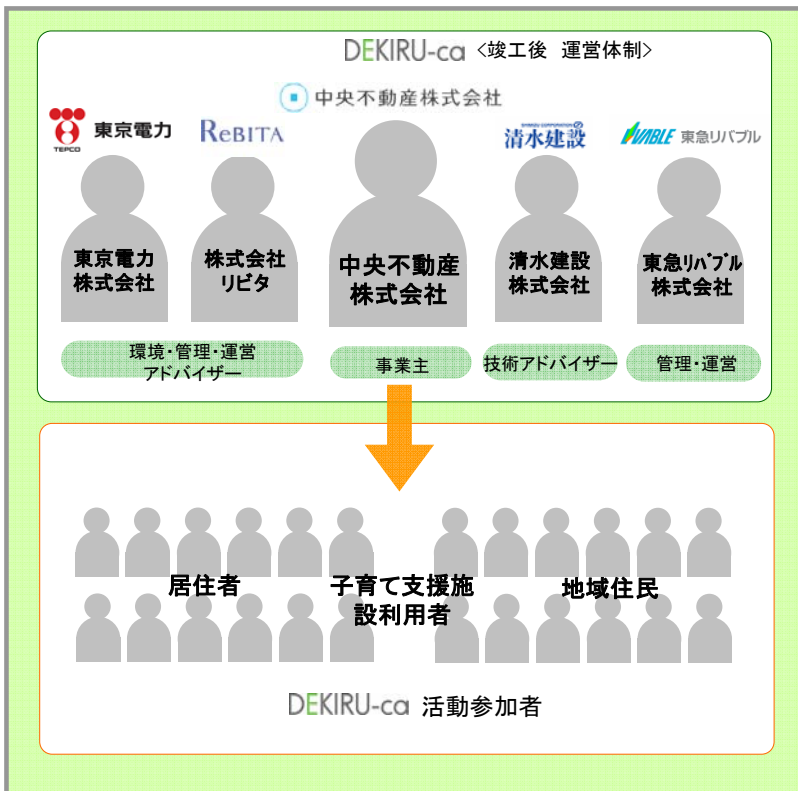 DEKIRU-ca <竣工後 運営体制>
中央不動産株式会社
TEPCO
東京電力
ReBITA
清水建設
LIVABLE 東急リバブル
東京電力
株式会社
株式会社
リビタ
中央不動産
株式会社
清水建設
株式会社
東急ﾘﾊﾞﾌﾞﾙ
株式会社
環境・管理・運営
アドバイザー
事業主
技術アドバイザー
管理・運営
居住者
子育て支援施
設利用者
地域住民
DEKIRU-ca 活動参加者